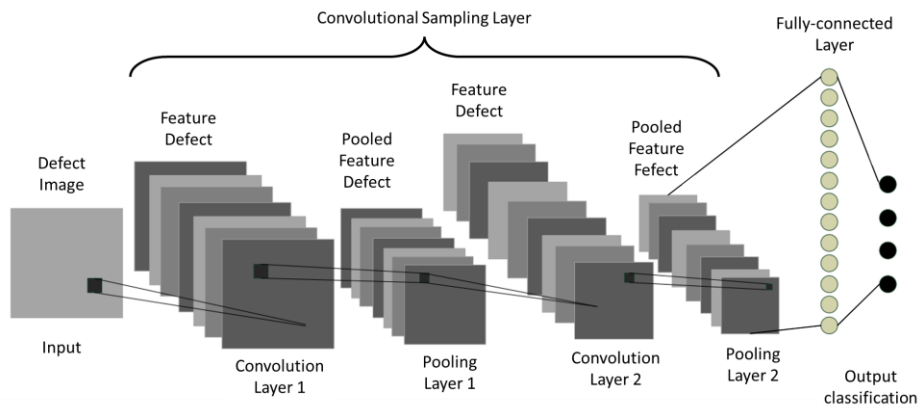 Convolutional Sampling Layer
Fully-connected
Layer
Feature
Defect
Feature
Defect
Pooled
Feature
Defect
Pooled
Feature
Fefect
Defect
Image
Input
Convolution
Layer 1
Pooling
Layer 1
Convolution
Layer 2
Pooling
Layer 2
Output
classification